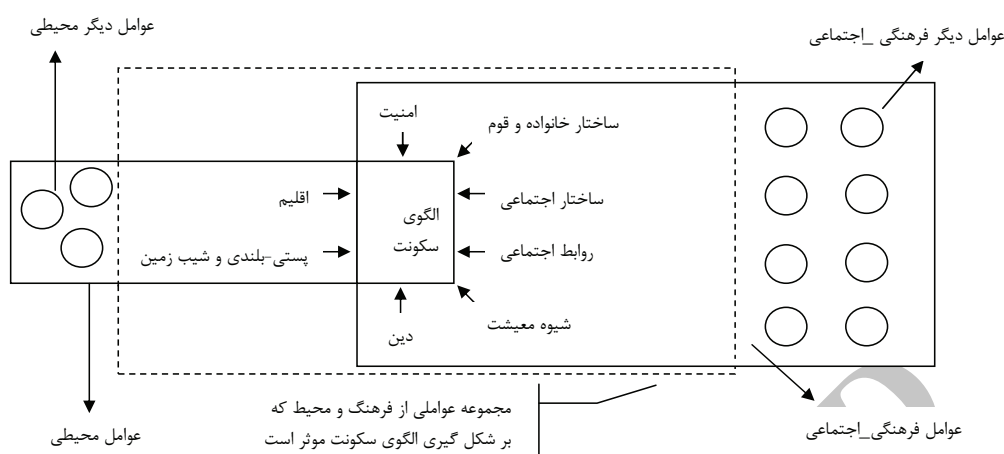 عوامل دیگر محیطی
عوامل دیگر فرهنگی _اجتماعی
امنیت
ساختار خانواده و قوم
اقلیم
ساختار اجتماعی
الگوی
سکونت
پستی-بلندی و شیب زمین
روابط اجتماعی
شیوه معیشت
دین
مجموعه عواملی از فرهنگ و محیط که
بر شکل گیری الگوی سکونت موثر است
عوامل محیطی
عوامل فرهنگی_اجتماعی